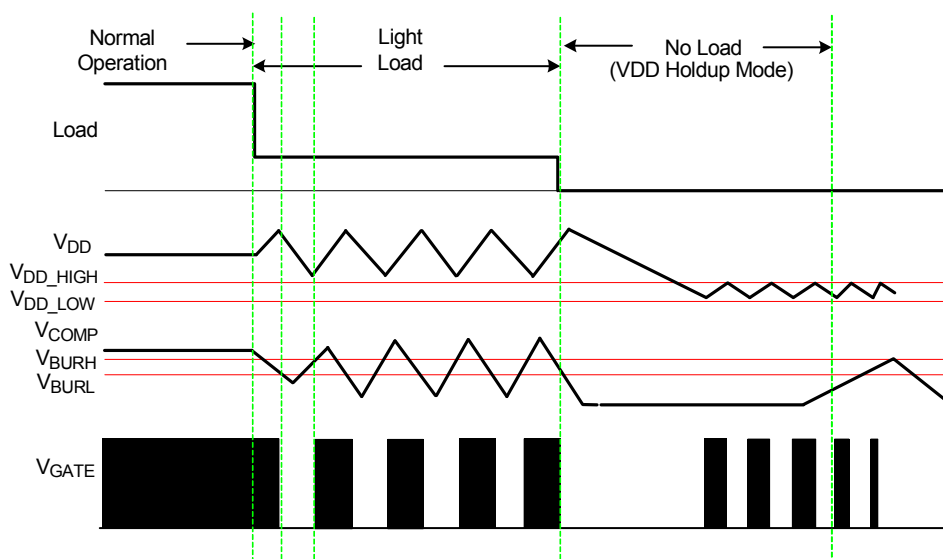 Normal
Operation
Light
Load
No Load
(VDD Holdup Mode)
Load
VDD
VDD_HIGH
VDD_LOW
VCOMP
VBURH
VBURL
VGATE